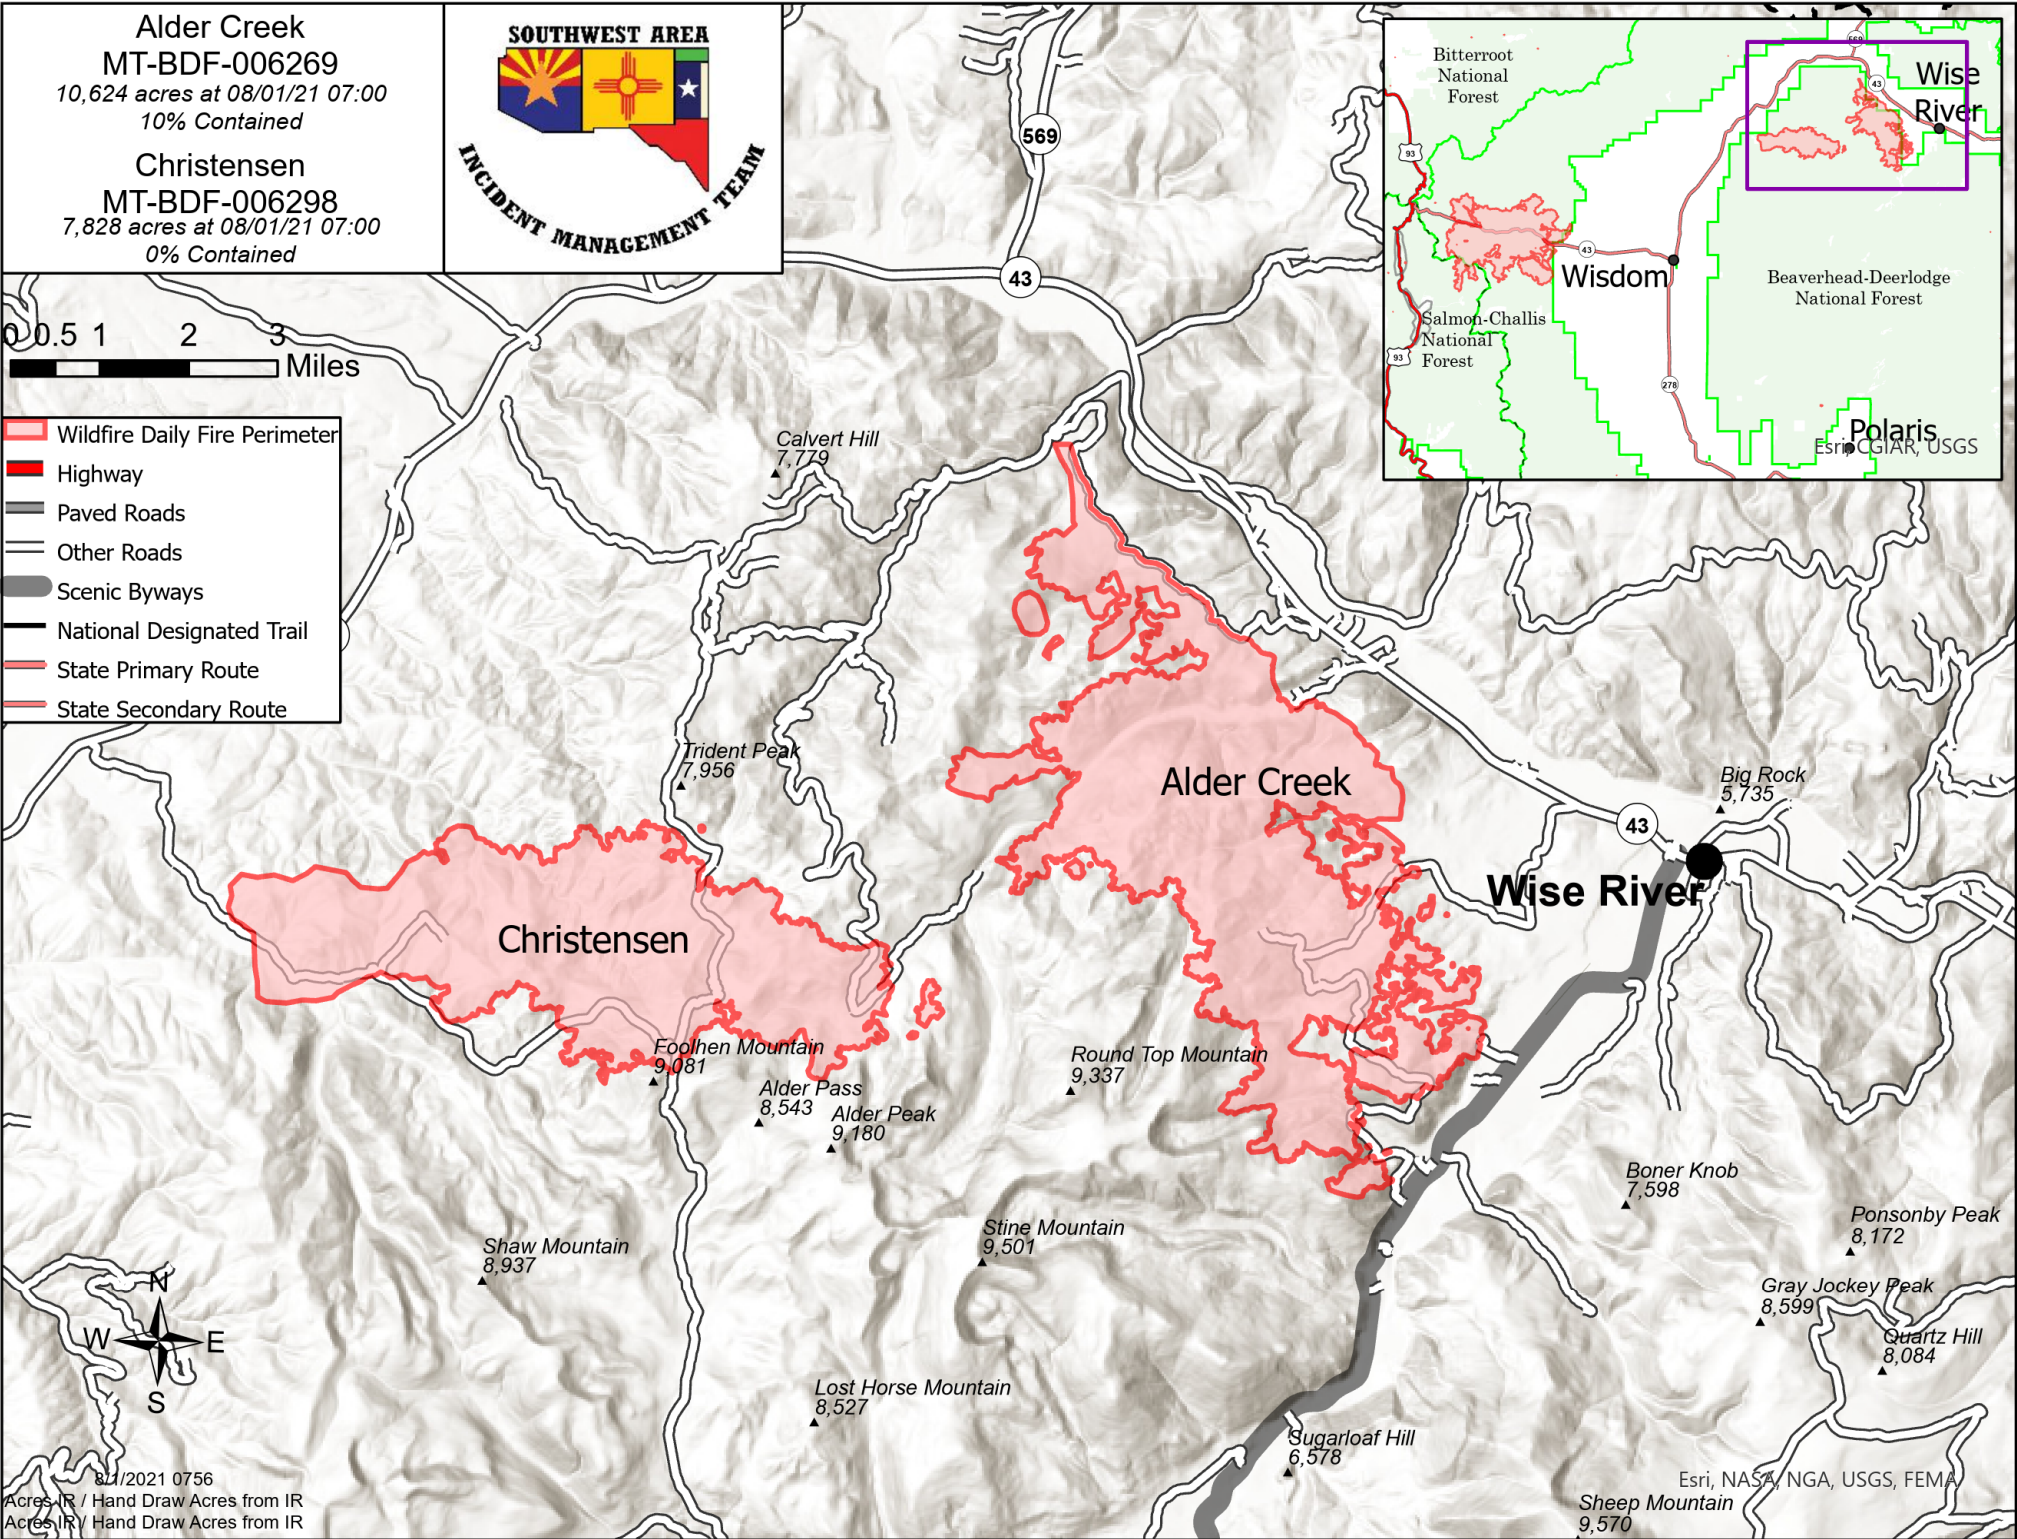 Alder Creek
MT-BDF-006269
10,624 acres at 08/01/21 07:00
10% Contained
Christensen
MT-BDF-006298
7,828 acres at 08/01/21 07:00
0% Contained
SOUTHWEST AREA
INCIDENT MANAGEMENT TEAM
0 0.5 1 2 3
Miles
Wildfire Daily Fire Perimeter
Highway
Paved Roads
Other Roads
Scenic Byways
National Designated Trail
State Primary Route
State Secondary Route
569
43
Bitterroot
National
Forest
569
43
Wise
River
93
43
Wisdom
Beaverhead-Deerlodge
National Forest
Salmon-Challis
National
Forest
93
278
Polaris
Esri, CGIAR, USGS
Calvert Hill
7,779
Trident Peak
7,956
Alder Creek
Big Rock
5,735
43
Wise River
Christensen
Foolhen Mountain
9,081
Round Top Mountain
9,337
Alder Pass
8,543
Alder Peak
9,180
Boner Knob
7,598
Ponsonby Peak
8,172
Stine Mountain
9,501
Shaw Mountain
8,937
Gray Jockey Peak
8,599
Quartz Hill
8,084
N
W E
S
Lost Horse Mountain
8,527
Sugarloaf Hill
6,578
Sheep Mountain
9,570
8/1/2021 0756
Acres IR / Hand Draw Acres from IR
Acres IR / Hand Draw Acres from IR
Esri, NASA, NGA, USGS, FEMA